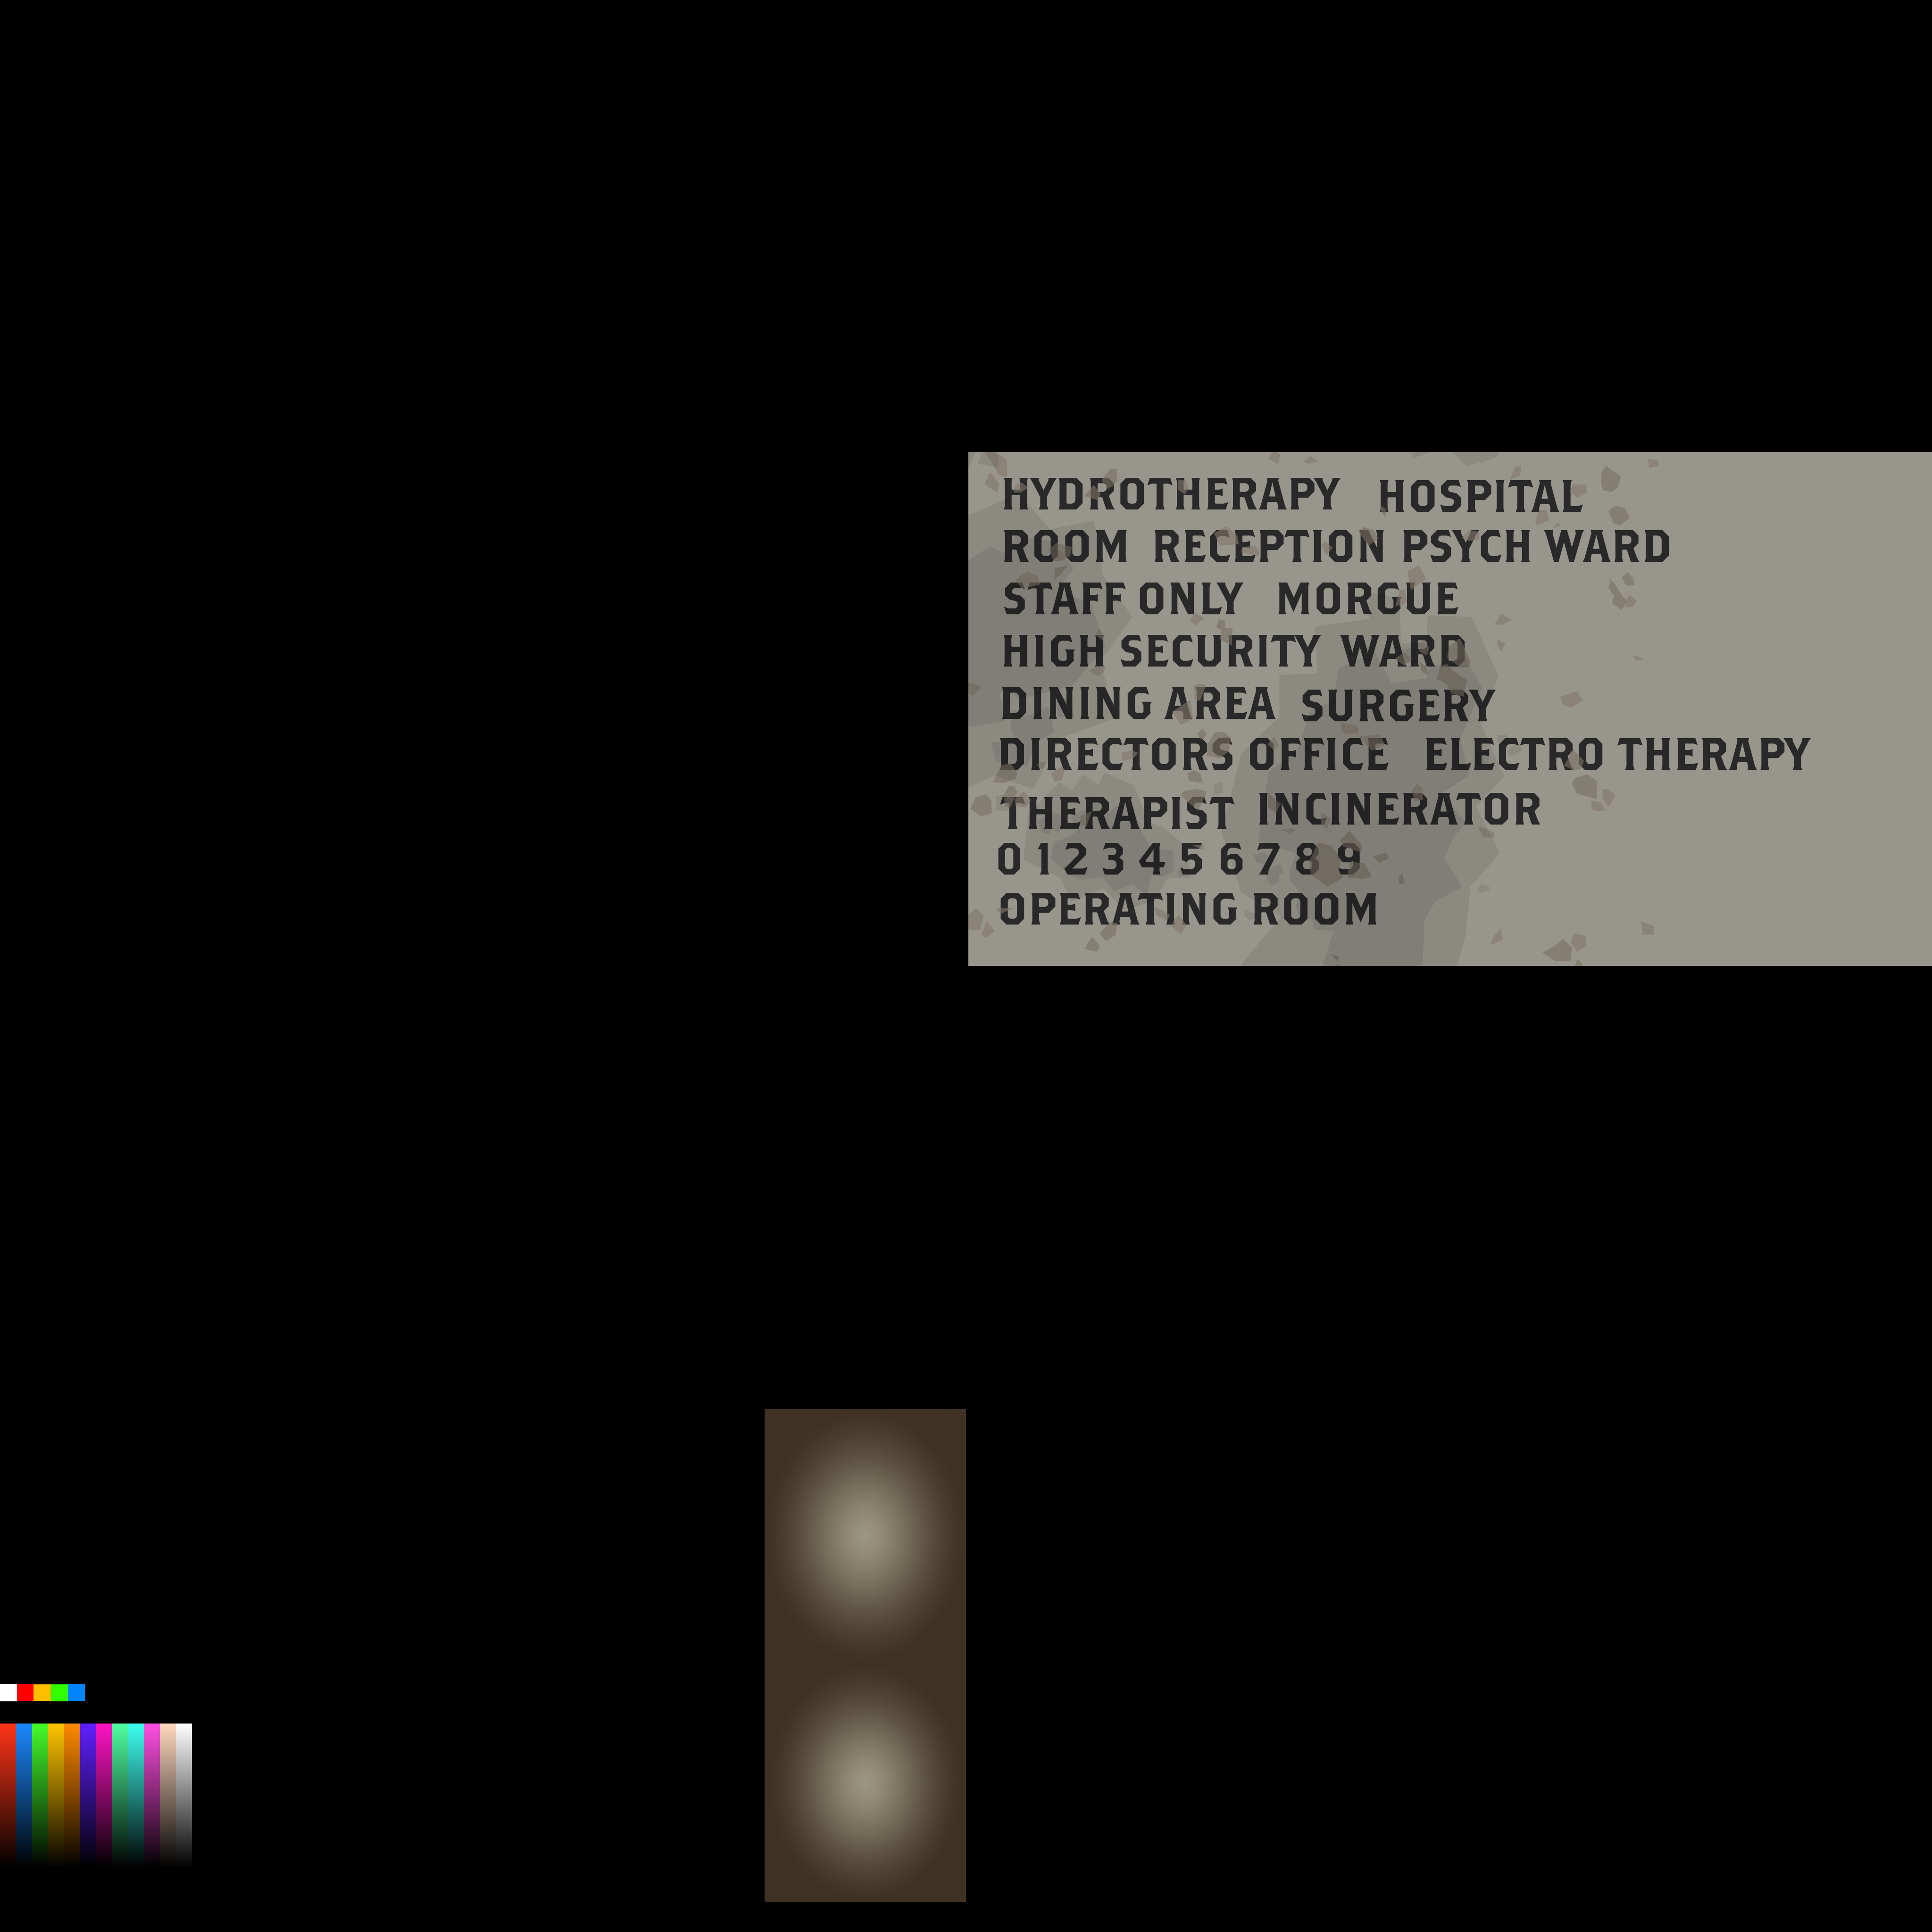 HYDROTHERAPY HOSPITAL
ROOM RECEPTION PSYCH WARD
STAFF ONLY MORGUE
HIGH SECURITY WARD
DINING AREA SURGERY
DIRECTORS OFFICE ELECTRO THERAPY
THERAPIST INCINERATOR
0 1 2 3 4 5 6 7 8 9
OPERATING ROOM